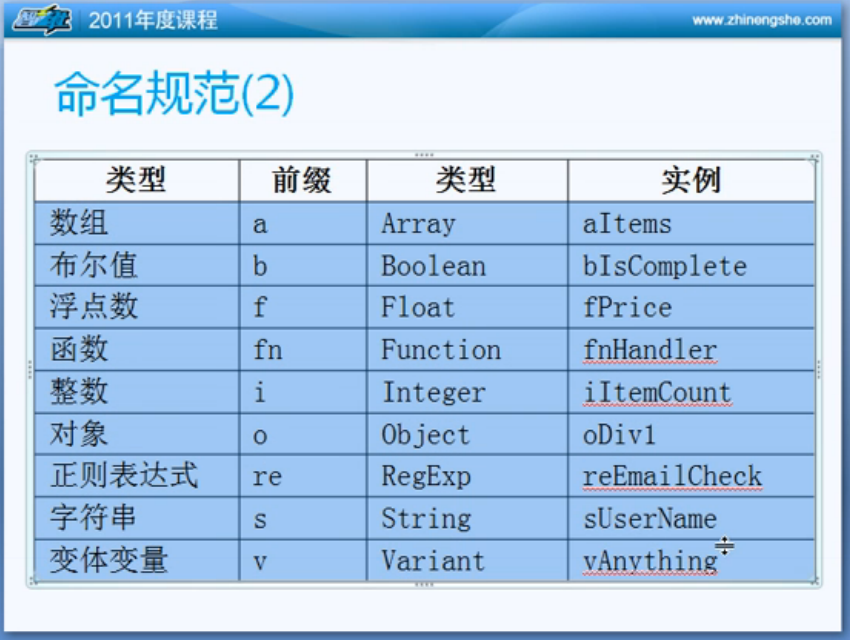 2011年度课程
www.zhinengshe.com
命名规范(2)
类型 前缀 类型 实例
数组 a Array aItems
布尔值 b Boolean bIsComplete
浮点数 f Float fPrice
函数 fn Function fnHandler
整数 i Integer iItemCount
对象 o Object oDiv1
正则表达式 re RegExp reEmailCheck
字符串 s String sUserName
变体变量 v Variant vAnything